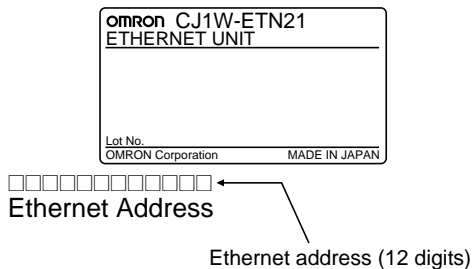 OMRON CJ1W-ETN21
ETHERNET UNIT
Lot No.
OMRON Corporation MADE IN JAPAN
□□□□□□□□□□□□
Ethernet Address
Ethernet address (12 digits)